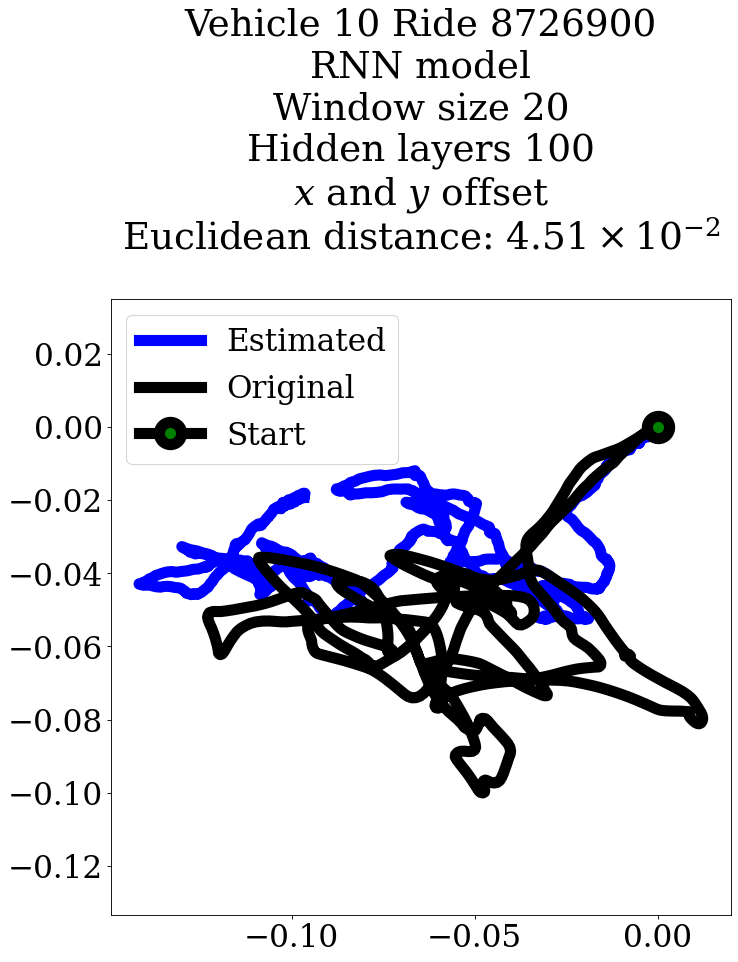 Vehicle 10 Ride 8726900
RNN model
Window size 20
Hidden layers 100
x and y offset
Euclidean distance: 4.51 × 10⁻²
Estimated
Original
Start
0.02
0.00
−0.02
−0.04
−0.06
−0.08
−0.10
−0.12
−0.10 −0.05 0.00